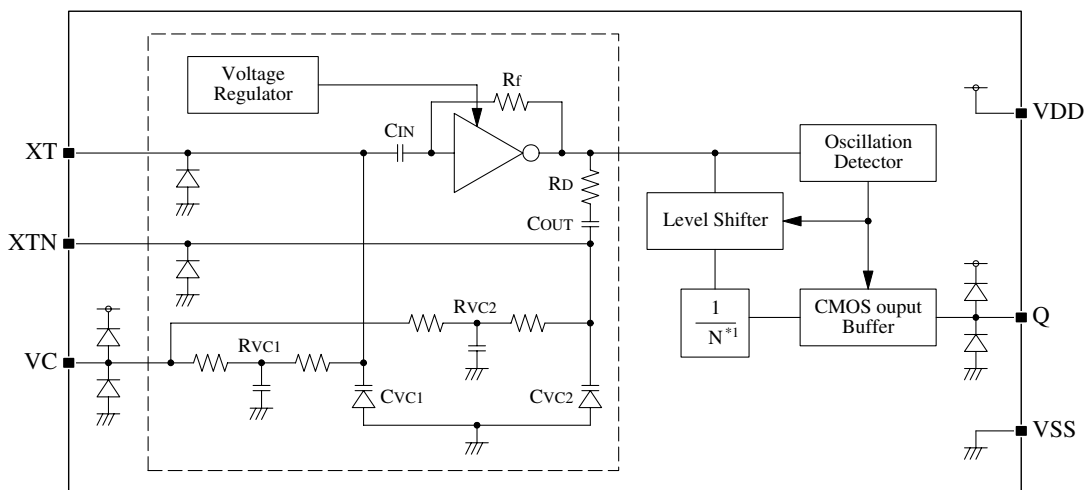 Voltage
Regulator
Rf
CIN
XT
VDD
Oscillation
Detector
RD
COUT
Level Shifter
XTN
RVC2
1
N*1
CMOS ouput
Buffer
Q
RVC1
VC
CVC1
CVC2
VSS